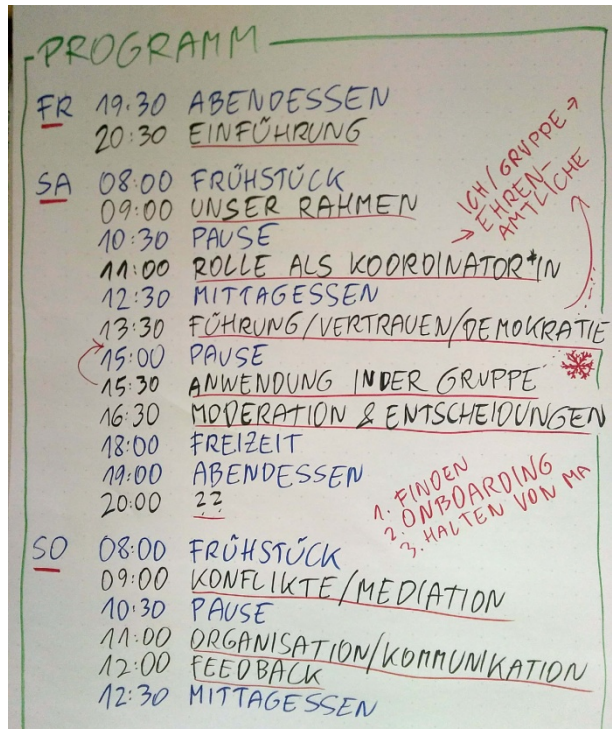 PROGRAMM
FR 19:30 ABENDESSEN
20:30 EINFÜHRUNG
SA 08:00 FRÜHSTÜCK
09:00 UNSER RAHMEN
10:30 PAUSE
11:00 ROLLE ALS KOORDINATOR*IN
12:30 MITTAGESSEN
13:30 FÜHRUNG/VERTRAUEN/DEMOKRATIE
15:00 PAUSE
15:30 ANWENDUNG IN DER GRUPPE
16:30 MODERATION & ENTSCHEIDUNGEN
18:00 FREIZEIT
19:00 ABENDESSEN
20:00 ??
ICH/GRUPPE →
→ EHREN-
AMTLICHE
1. FINDEN
2. ONBOARDING
3. HALTEN VON MA
SO 08:00 FRÜHSTÜCK
09:00 KONFLIKTE/MEDIATION
10:30 PAUSE
11:00 ORGANISATION/KOMMUNIKATION
12:00 FEEDBACK
12:30 MITTAGESSEN